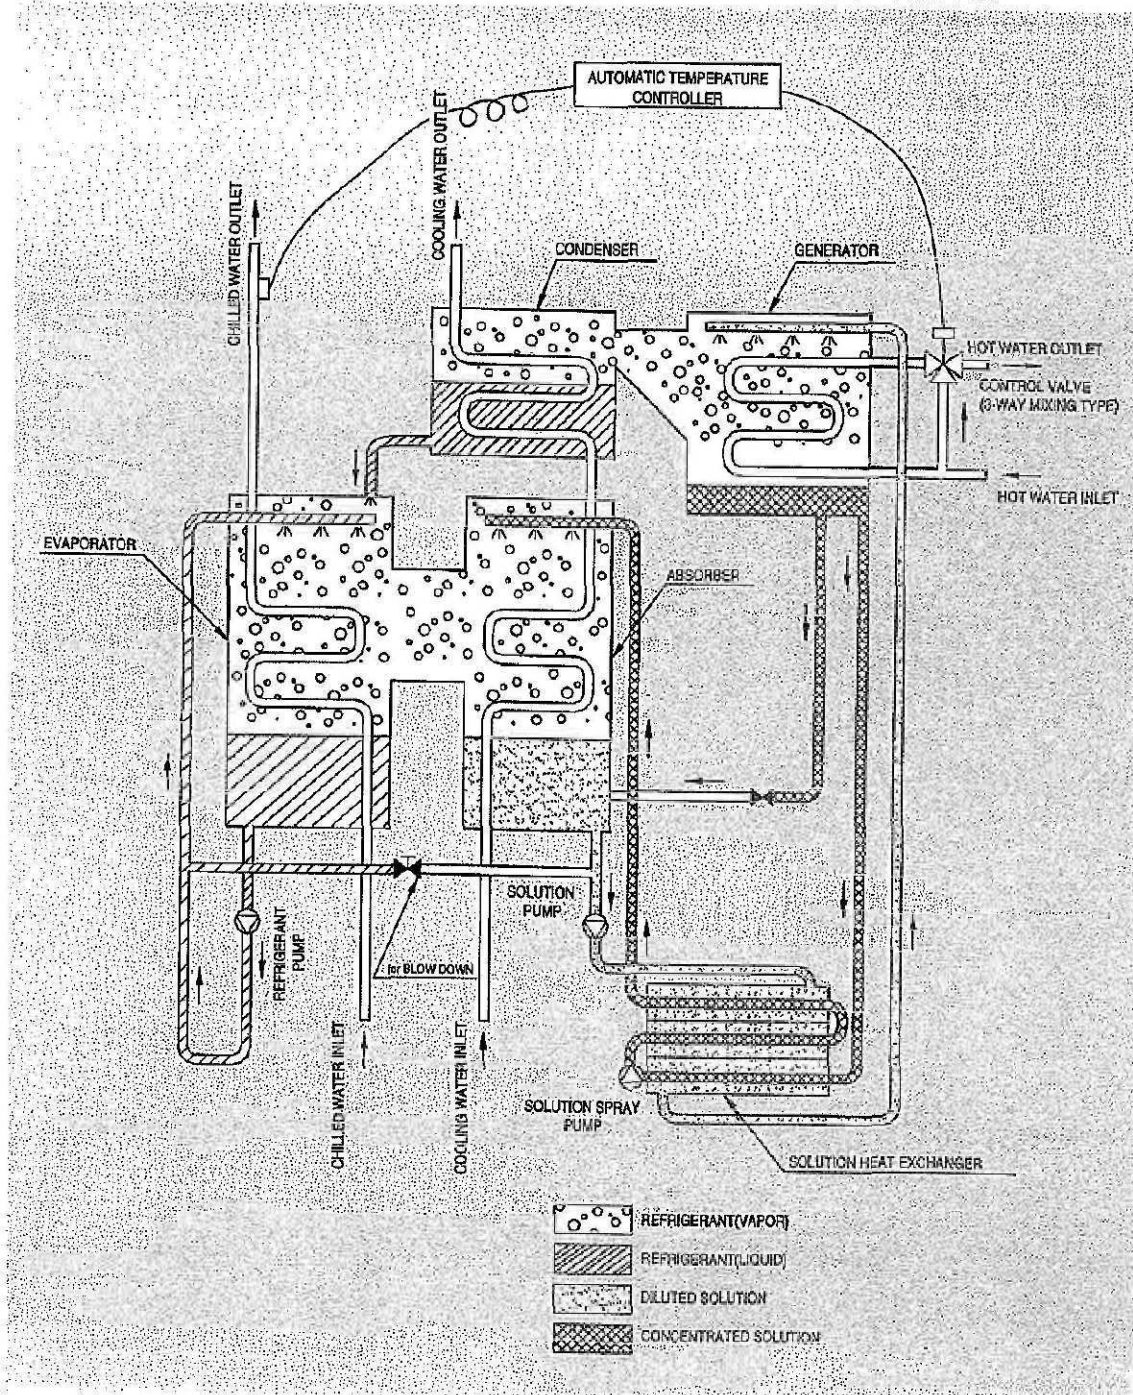 AUTOMATIC TEMPERATURE
CONTROLLER
COOLING WATER OUTLET
CHILLED WATER OUTLET
CONDENSER
GENERATOR
HOT WATER OUTLET
CONTROL VALVE
(3-WAY MIXING TYPE)
HOT WATER INLET
EVAPORATOR
ABSORBER
SOLUTION
PUMP
REFRIGERANT
PUMP
for BLOW DOWN
CHILLED WATER INLET
COOLING WATER INLET
SOLUTION SPRAY
PUMP
SOLUTION HEAT EXCHANGER
REFRIGERANT(VAPOR)
REFRIGERANT(LIQUID)
DILUTED SOLUTION
CONCENTRATED SOLUTION